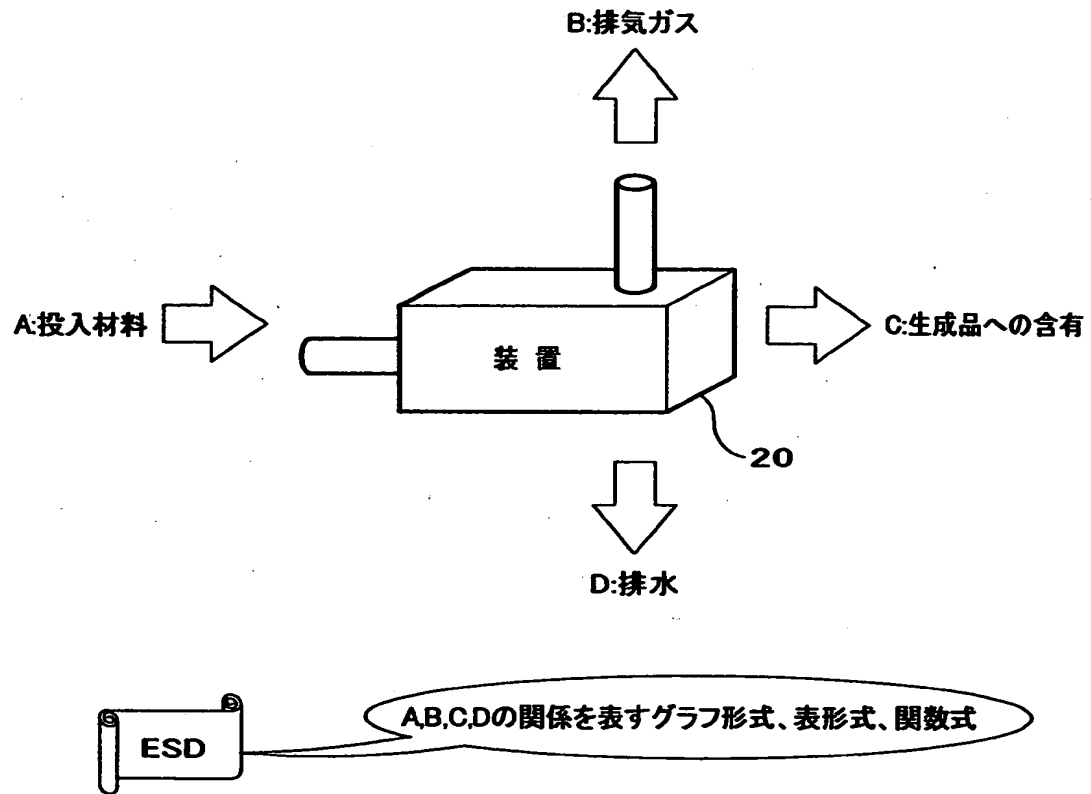 B:排気ガス
A:投入材料
装置
C:生成品への含有
20
D:排水
ESD
A,B,C,Dの関係を表すグラフ形式、表形式、関数式